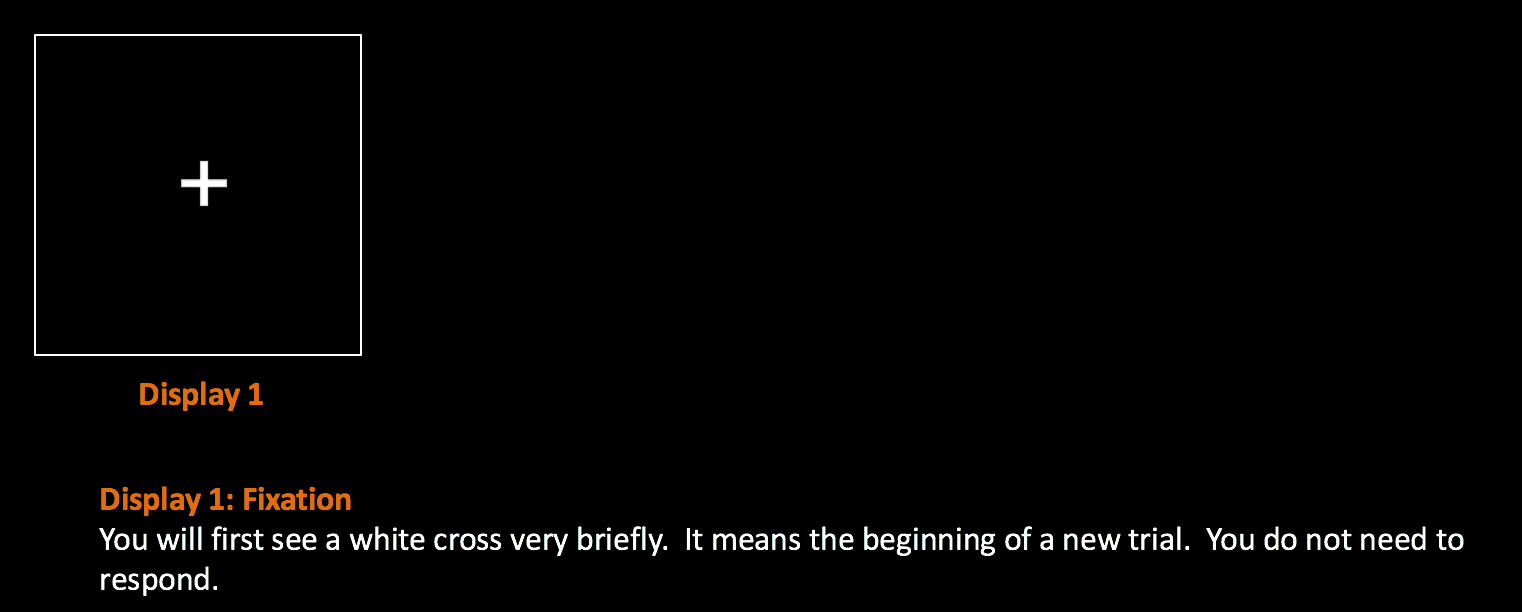 Display 1
Display 1: Fixation
You will first see a white cross very briefly.  It means the beginning of a new trial.  You do not need to
respond.